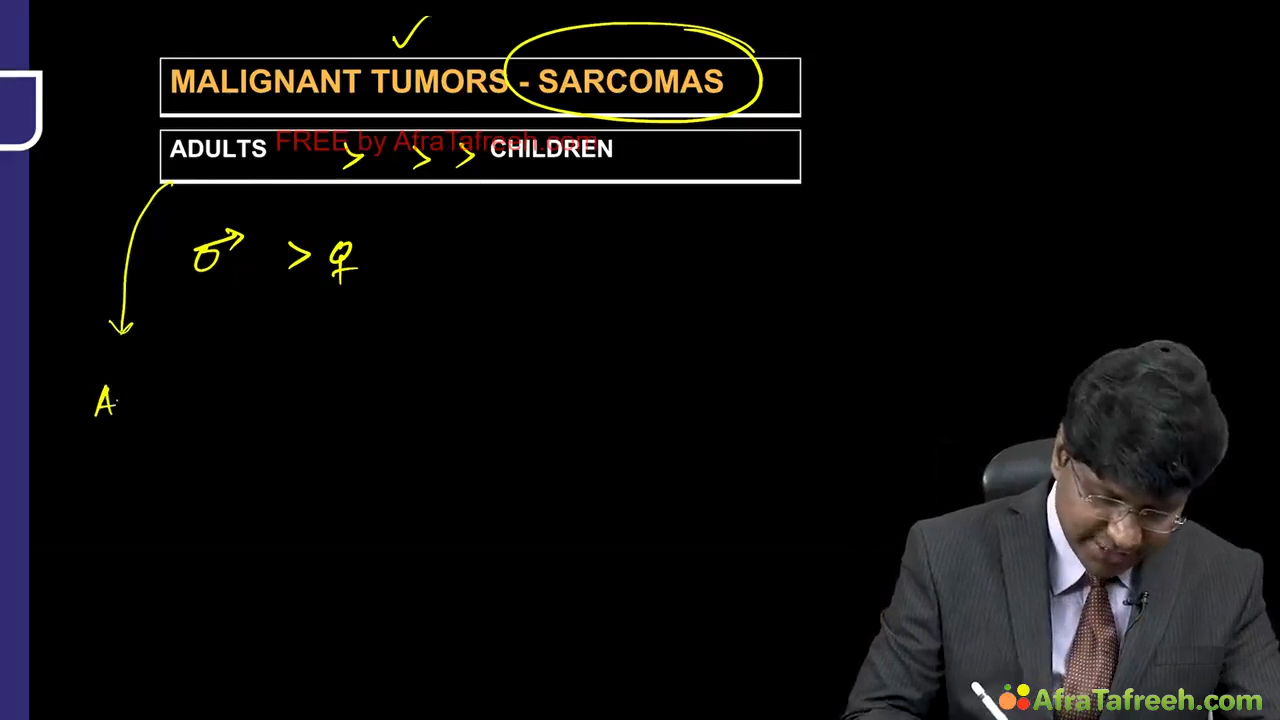 MALIGNANT TUMORS - SARCOMAS
FREE by AfraTafreeh.com
ADULTS > > > CHILDREN
♂ > ♀
A
AfraTafreeh.com